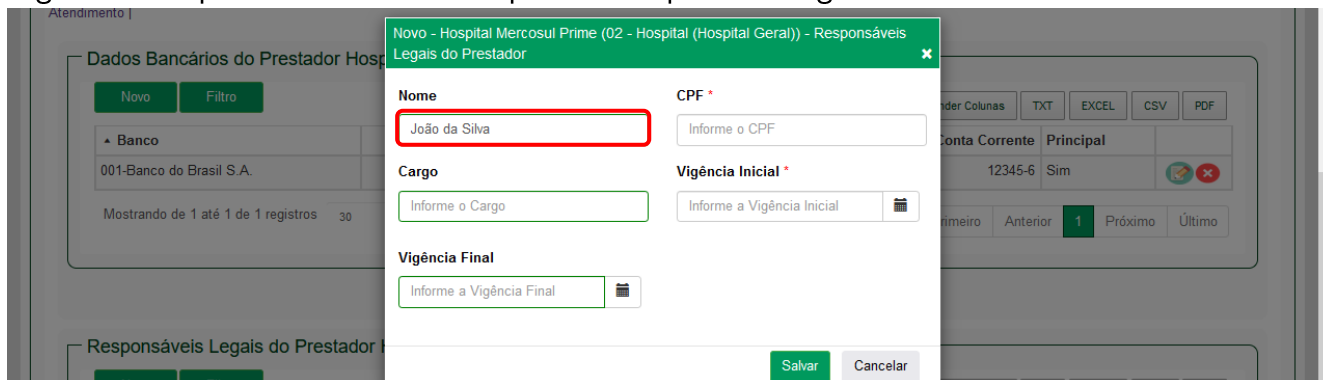 Atendimento |
Novo - Hospital Mercosul Prime (02 - Hospital (Hospital Geral)) - Responsáveis
Legais do Prestador
Dados Bancários do Prestador
Novo
Filtro
Nome
CPF *
João da Silva
Informe o CPF
Colunas
TXT
EXCEL
CSV
PDF
Banco
Conta Corrente
Principal
001-Banco do Brasil S.A.
12345-6
Sim
Cargo
Vigência Inicial *
Informe o Cargo
Informe a Vigência Inicial
Mostrando de 1 até 1 de 1 registros
30
Anterior
1
Próximo
Último
Vigência Final
Informe a Vigência Final
Responsáveis Legais do Prestador
Salvar
Cancelar